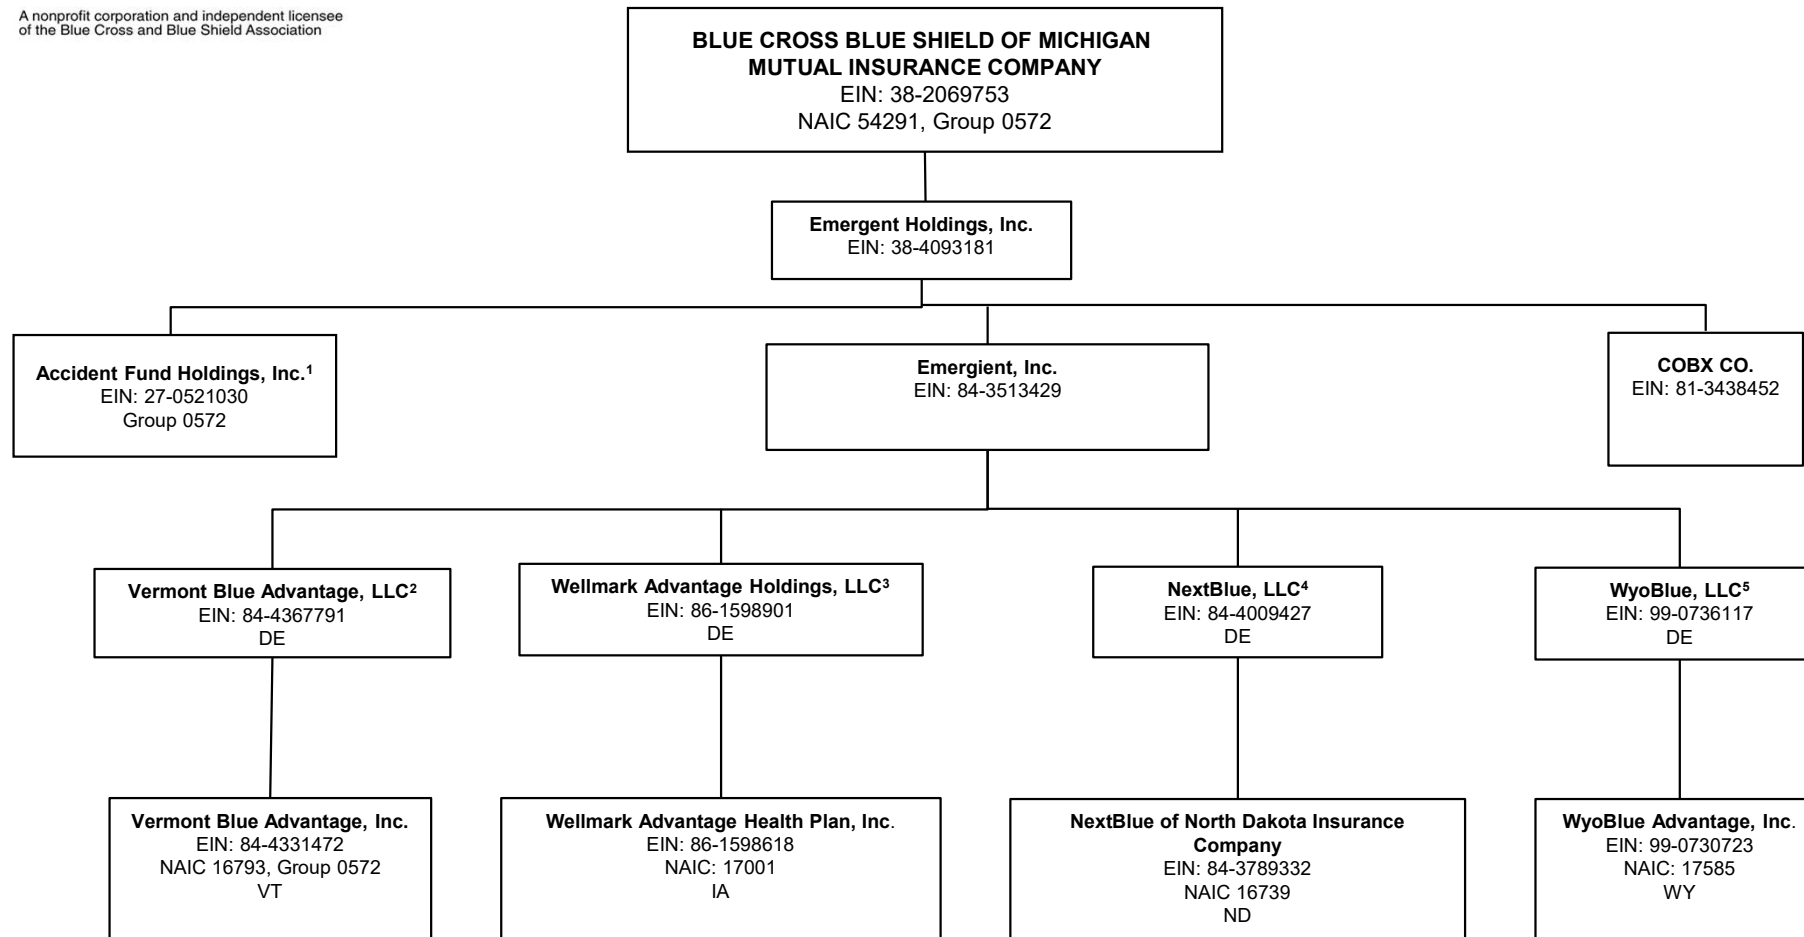 A nonprofit corporation and independent licensee
of the Blue Cross and Blue Shield Association
BLUE CROSS BLUE SHIELD OF MICHIGAN
MUTUAL INSURANCE COMPANY
EIN: 38-2069753
NAIC 54291, Group 0572
Emergent Holdings, Inc.
EIN: 38-4093181
Accident Fund Holdings, Inc.¹
EIN: 27-0521030
Group 0572
Emergient, Inc.
EIN: 84-3513429
COBX CO.
EIN: 81-3438452
Vermont Blue Advantage, LLC²
EIN: 84-4367791
DE
Wellmark Advantage Holdings, LLC³
EIN: 86-1598901
DE
NextBlue, LLC⁴
EIN: 84-4009427
DE
WyoBlue, LLC⁵
EIN: 99-0736117
DE
Vermont Blue Advantage, Inc.
EIN: 84-4331472
NAIC 16793, Group 0572
VT
Wellmark Advantage Health Plan, Inc.
EIN: 86-1598618
NAIC: 17001
IA
NextBlue of North Dakota Insurance
Company
EIN: 84-3789332
NAIC 16739
ND
WyoBlue Advantage, Inc.
EIN: 99-0730723
NAIC: 17585
WY